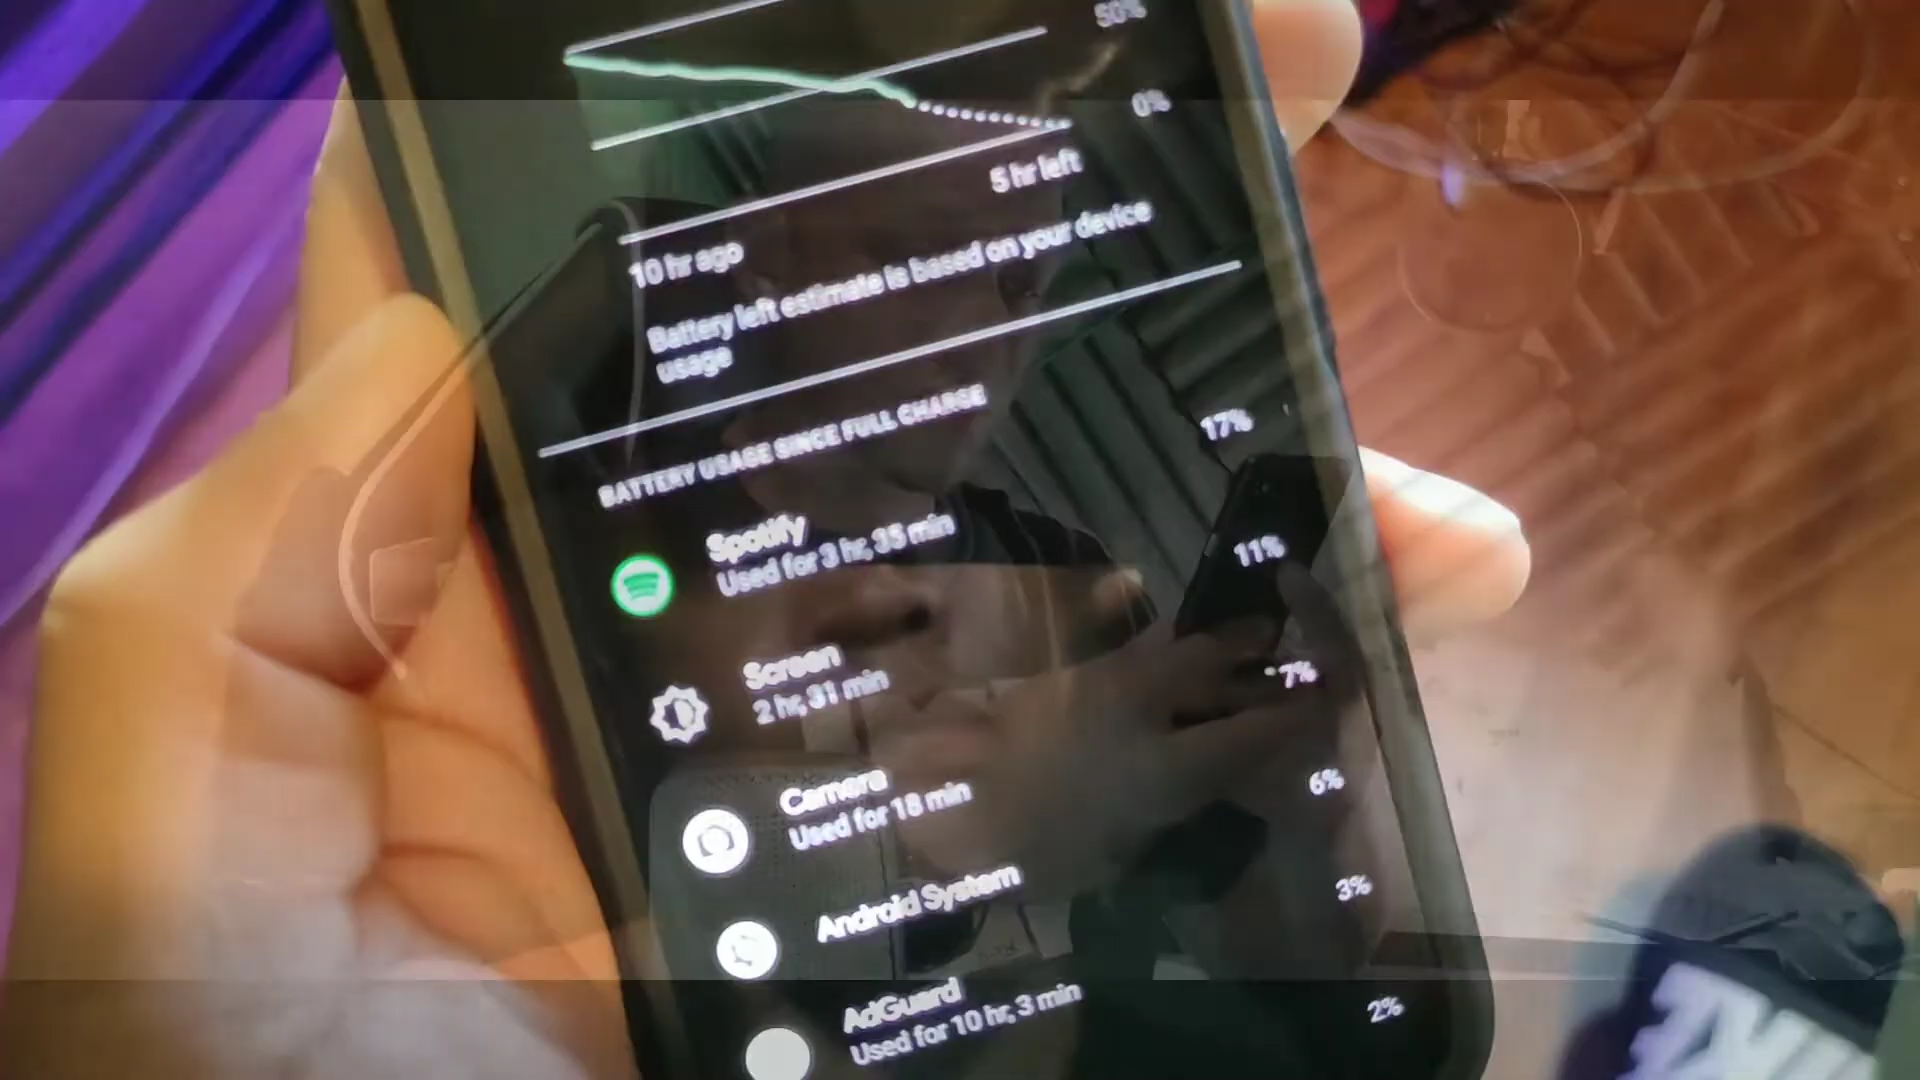 50%
0%
5 hr left
10 hr ago
Battery left estimate is based on your device
usage
BATTERY USAGE SINCE FULL CHARGE
17%
Spotify
Used for 3 hr, 35 min
11%
Screen
2 hr, 31 min
7%
Camera
Used for 18 min
6%
Android System
3%
AdGuard
Used for 10 hr, 3 min
2%